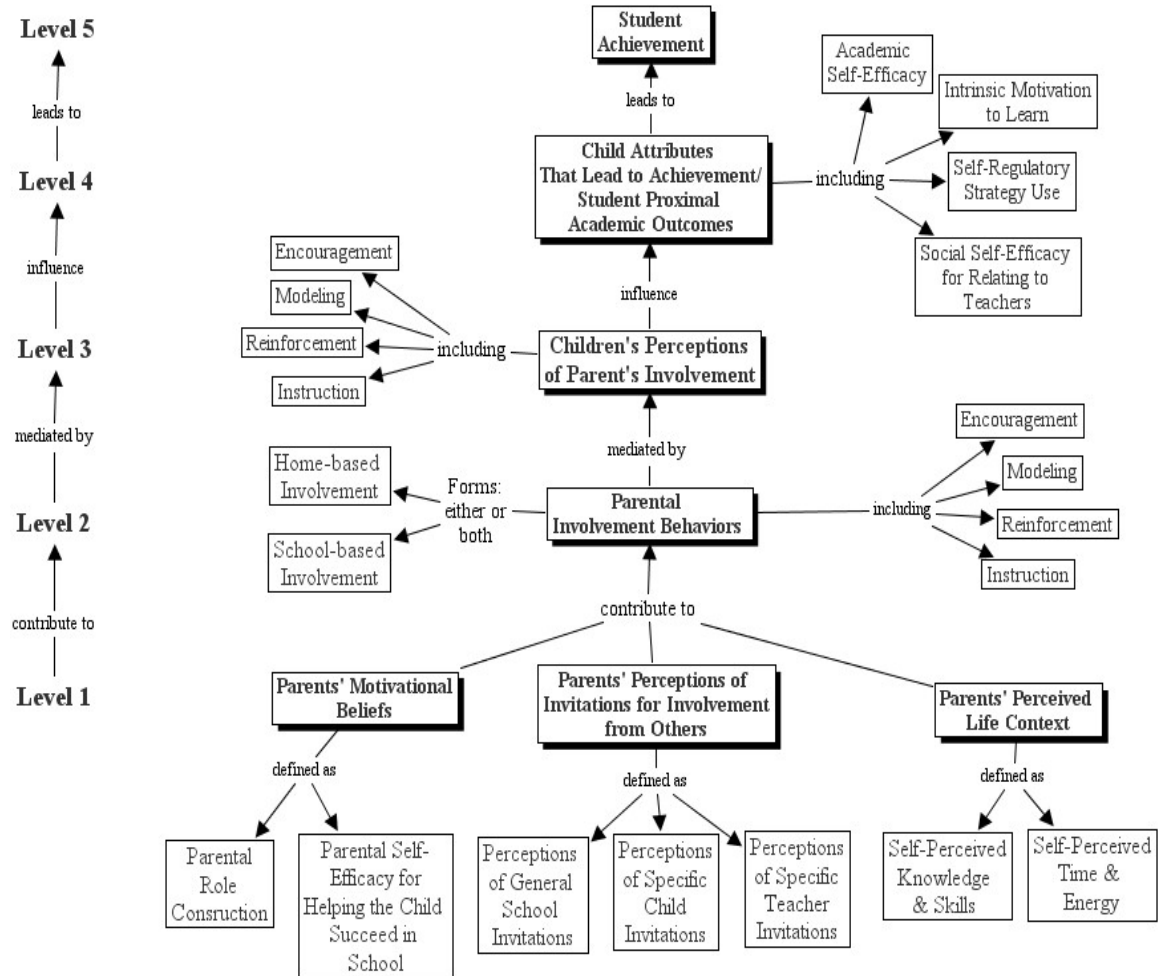 Level 5
leads to
Level 4
influence
Level 3
mediated by
Level 2
contribute to
Level 1
Student
Achievement
leads to
Child Attributes
That Lead to Achievement/
Student Proximal
Academic Outcomes
including
Academic
Self-Efficacy
Intrinsic Motivation
to Learn
Self-Regulatory
Strategy Use
Social Self-Efficacy
for Relating to
Teachers
influence
Children's Perceptions
of Parent's Involvement
including
Encouragement
Modeling
Reinforcement
Instruction
mediated by
Parental
Involvement Behaviors
Forms:
either or
both
Home-based
Involvement
School-based
Involvement
including
Encouragement
Modeling
Reinforcement
Instruction
contribute to
Parents' Motivational
Beliefs
defined as
Parental
Role
Consruction
Parental Self-
Efficacy for
Helping the Child
Succeed in
School
Parents' Perceptions of
Invitations for Involvement
from Others
defined as
Perceptions
of General
School
Invitations
Perceptions
of Specific
Child
Invitations
Perceptions
of Specific
Teacher
Invitations
Parents' Perceived
Life Context
defined as
Self-Perceived
Knowledge
& Skills
Self-Perceived
Time &
Energy